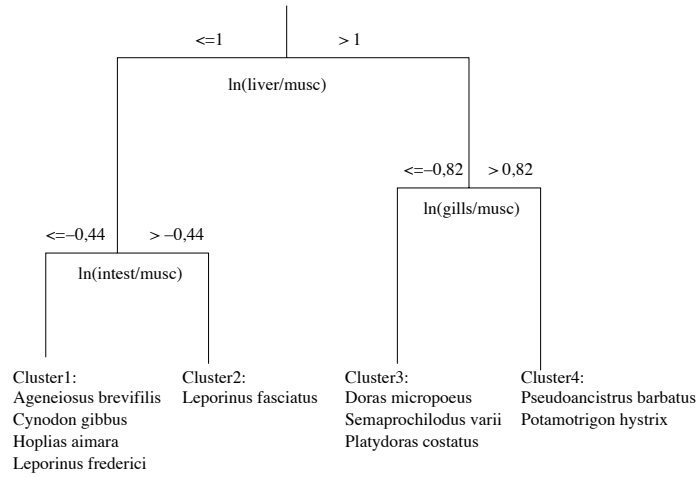 <=1 > 1
ln(liver/musc)
<=–0,82 > 0,82
ln(gills/musc)
<=–0,44 > –0,44
ln(intest/musc)
Cluster1:
Ageneiosus brevifilis
Cynodon gibbus
Hoplias aimara
Leporinus frederici
Cluster2:
Leporinus fasciatus
Cluster3:
Doras micropoeus
Semaprochilodus varii
Platydoras costatus
Cluster4:
Pseudoancistrus barbatus
Potamotrigon hystrix